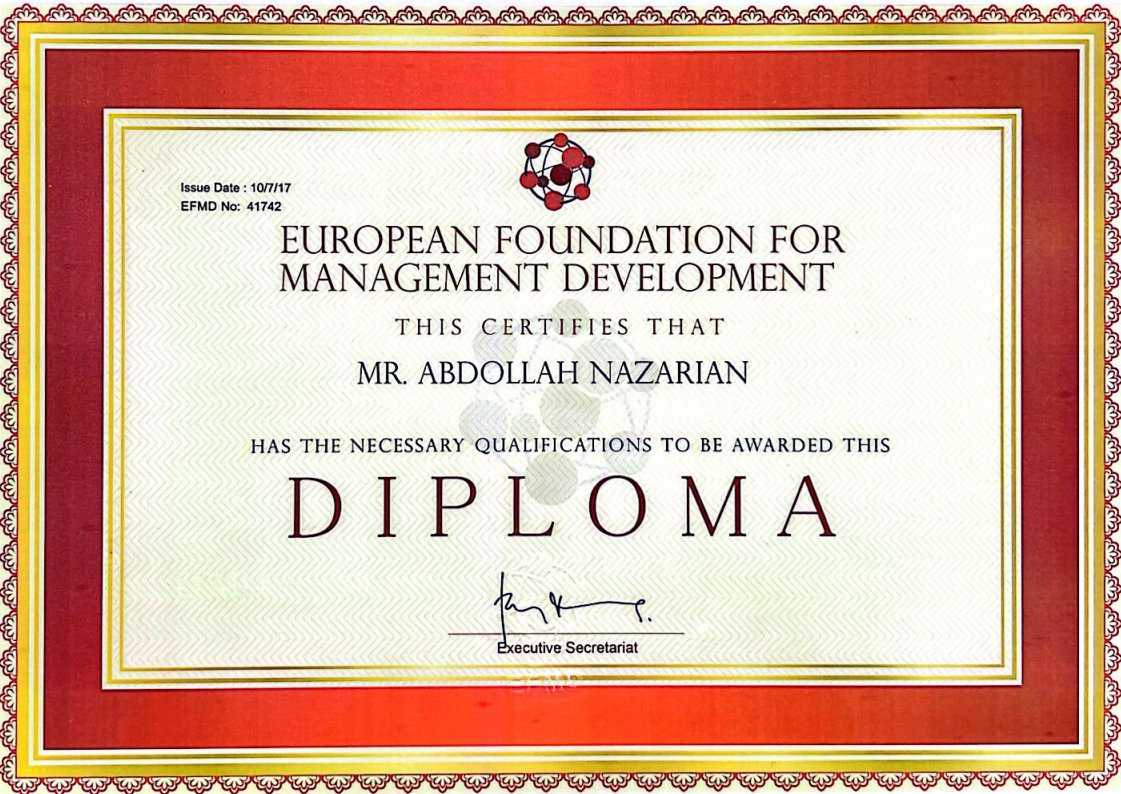 Issue Date : 10/7/17
EFMD No: 41742
EUROPEAN FOUNDATION FOR
MANAGEMENT DEVELOPMENT
THIS CERTIFIES THAT
MR. ABDOLLAH NAZARIAN
HAS THE NECESSARY QUALIFICATIONS TO BE AWARDED THIS
DIPLOMA
Executive Secretariat
EFMD